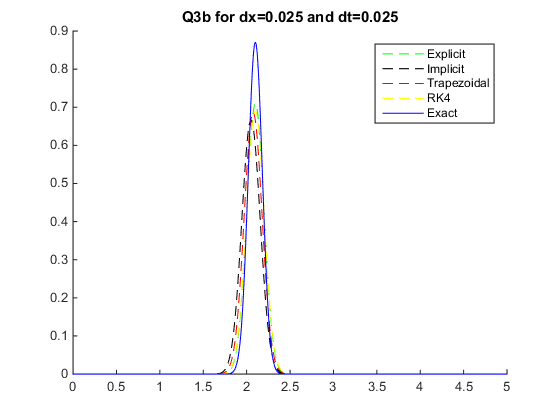 Q3b for dx=0.025 and dt=0.025
0.9
0.8
0.7
0.6
0.5
0.4
0.3
0.2
0.1
0
Explicit
Implicit
Trapezoidal
RK4
Exact
0 0.5 1 1.5 2 2.5 3 3.5 4 4.5 5